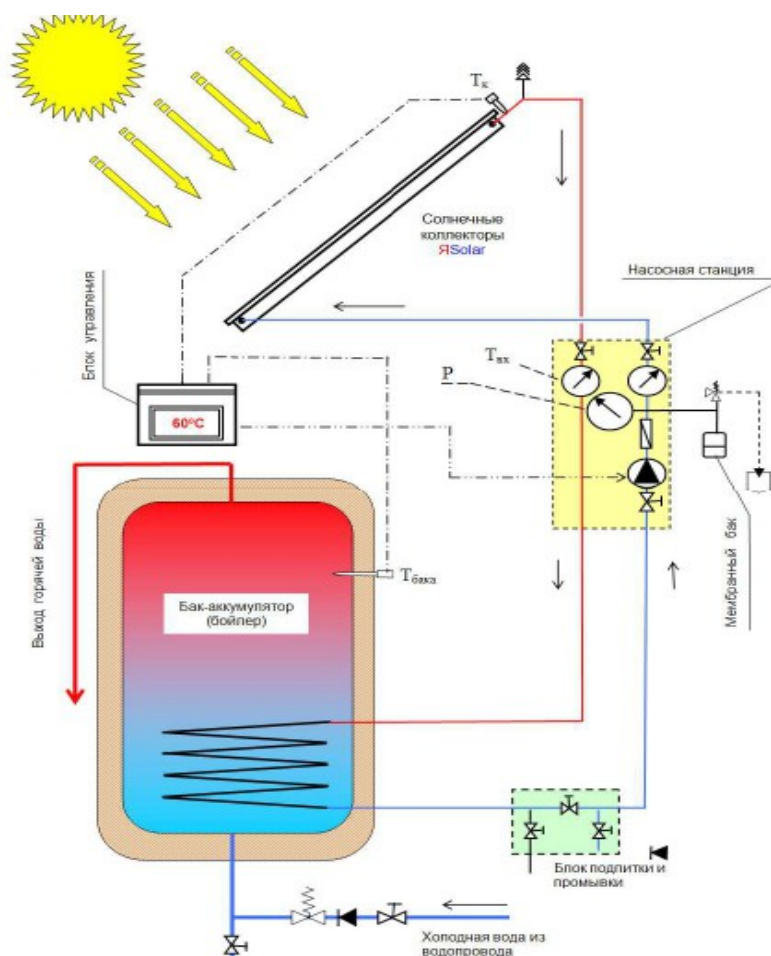 Tк
Солнечные
коллекторы
ЯSolar
Насосная станция
Блок управления
Tвх
P
60ºC
Мембранный бак
Выход горячей воды
Tбака
Бак-аккумулятор
(бойлер)
Блок подпитки и
промывки
Холодная вода из
водопровода